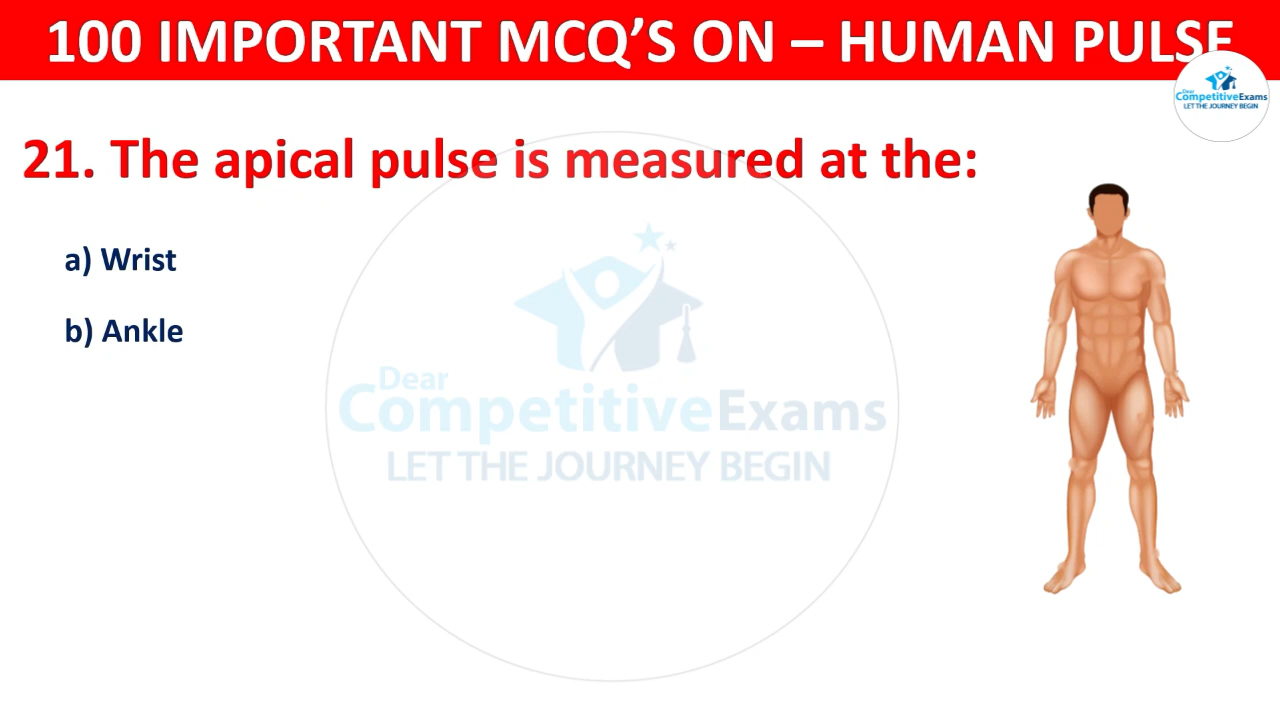 100 IMPORTANT MCQ’S ON – HUMAN PULSE
Dear
CompetitiveExams
LET THE JOURNEY BEGIN
21. The apical pulse is measured at the:
a) Wrist
b) Ankle
Dear
CompetitiveExams
LET THE JOURNEY BEGIN